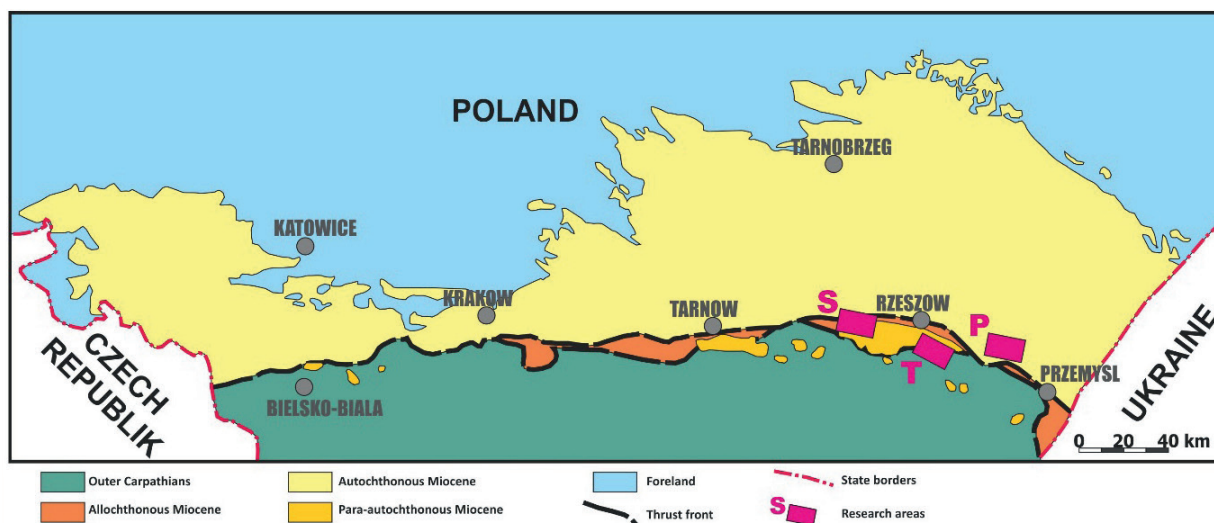 POLAND
TARNOBRZEG
KATOWICE
KRAKOW
TARNOW
S
RZESZOW
P
T
CZECH
REPUBLIK
BIELSKO-BIALA
PRZEMYSL
UKRAINE
0 20 40 km
Outer Carpathians
Autochthonous Miocene
Foreland
State borders
Allochthonous Miocene
Para-autochthonous Miocene
Thrust front
S
Research areas